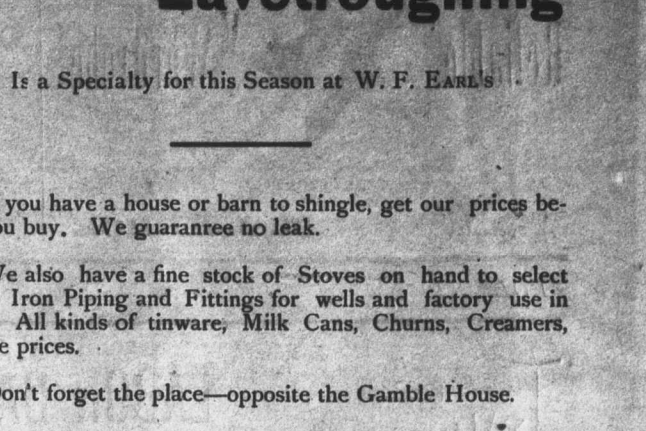 Eavetroughing
Is a Specialty for this Season at W. F. EARL'S
you have a house or barn to shingle, get our prices be-
ou buy. We guaranree no leak.
We also have a fine stock of Stoves on hand to select
Iron Piping and Fittings for wells and factory use in
All kinds of tinware, Milk Cans, Churns, Creamers,
e prices.
on't forget the place—opposite the Gamble House.